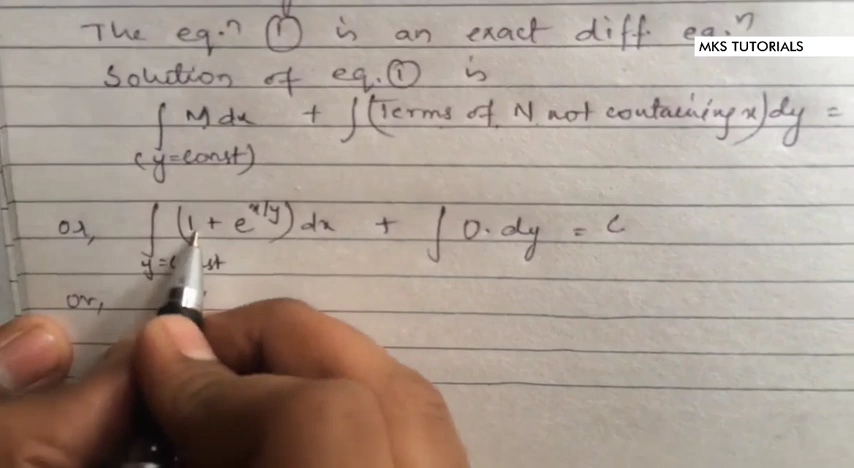 The eq.ⁿ ① is an exact diff. eq.ⁿ
MKS TUTORIALS
Solution of eq.① is
∫ M dx + ∫(Terms of N not containing x)dy =
(y=const)
or, ∫ (1 + e^{x/y}) dx + ∫ 0. dy = c
y=const
or,